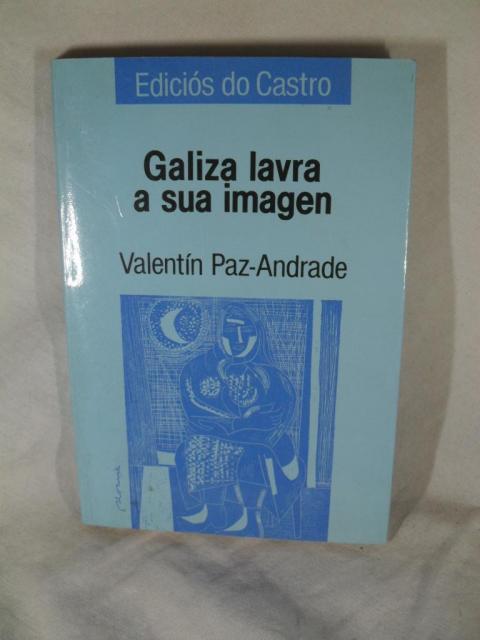 Ediciós do Castro
Galiza lavra
a sua imagen
Valentín Paz-Andrade